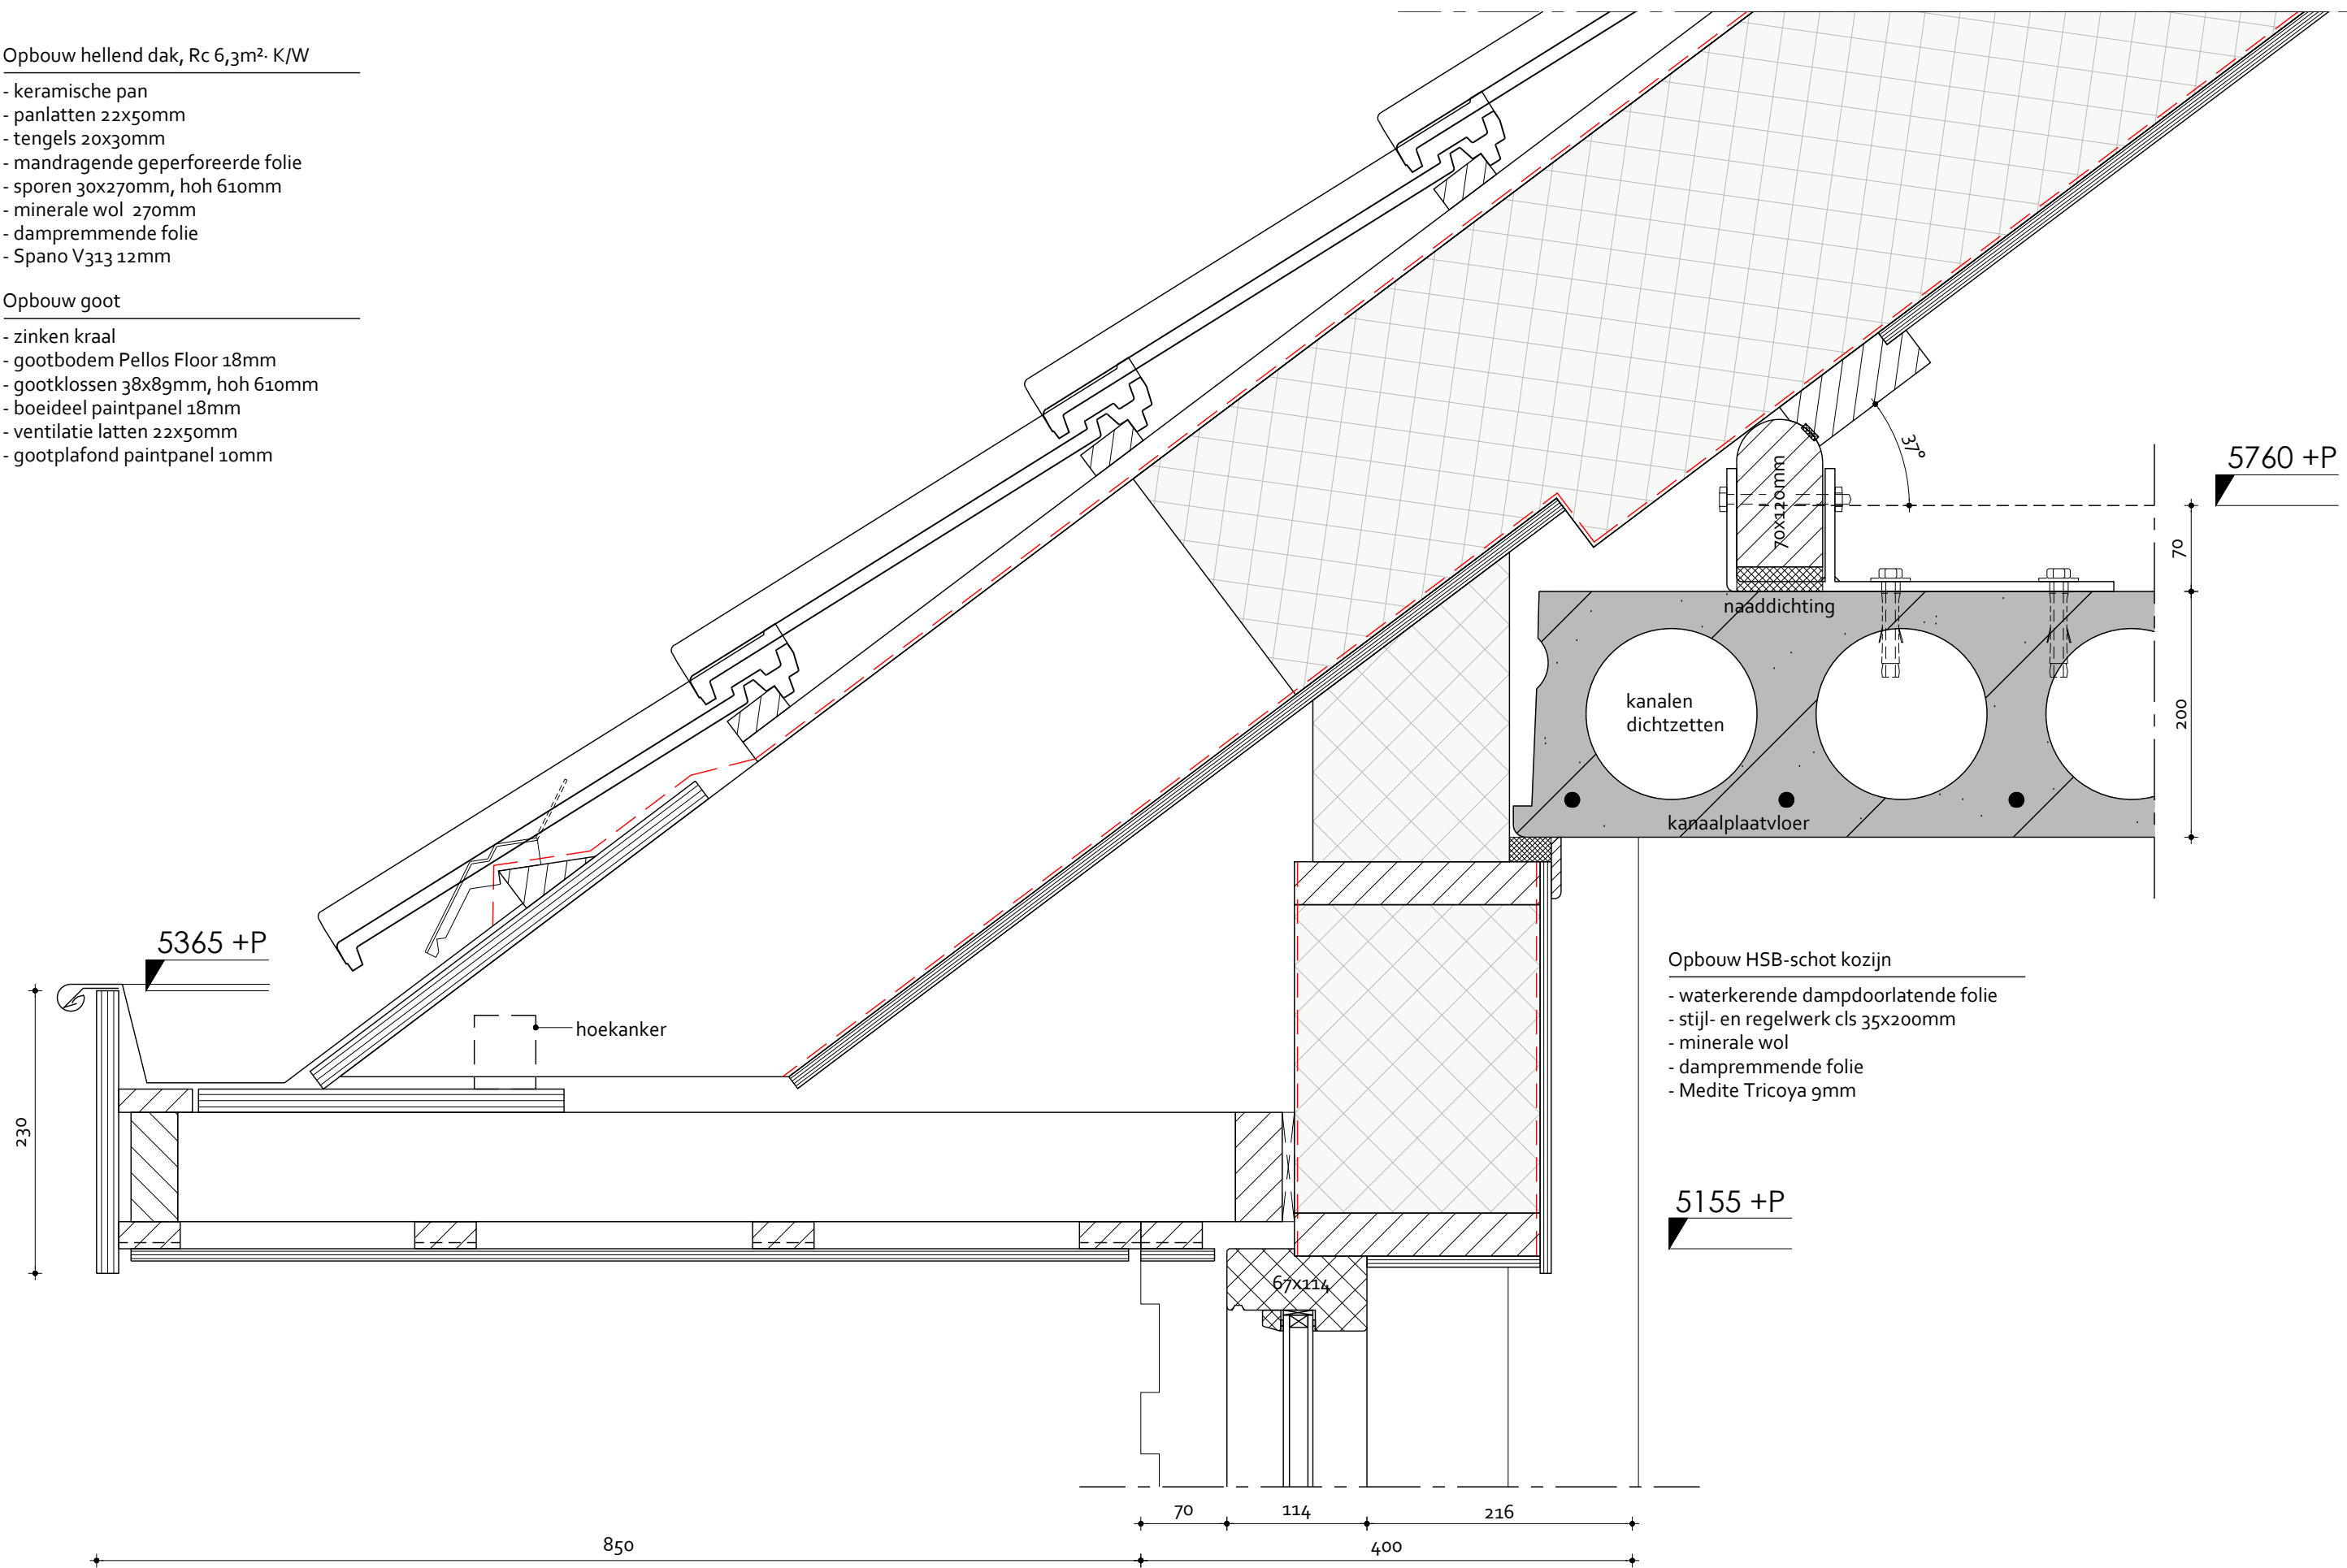 Opbouw hellend dak, Rc 6,3m²· K/W
- keramische pan
- panlatten 22x50mm
- tengels 20x30mm
- mandragende geperforeerde folie
- sporen 30x270mm, hoh 610mm
- minerale wol 270mm
- dampremmende folie
- Spano V313 12mm
Opbouw goot
- zinken kraal
- gootbodem Pellos Floor 18mm
- gootklossen 38x89mm, hoh 610mm
- boeideel paintpanel 18mm
- ventilatie latten 22x50mm
- gootplafond paintpanel 10mm
37°
5760 +P
70x120mm
70
naaddichting
kanalen
dichtzetten
200
kanaalplaatvloer
5365 +P
Opbouw HSB-schot kozijn
- waterkerende dampdoorlatende folie
- stijl- en regelwerk cls 35x200mm
- minerale wol
- dampremmende folie
- Medite Tricoya 9mm
hoekanker
230
5155 +P
67x114
70
114
216
850
400